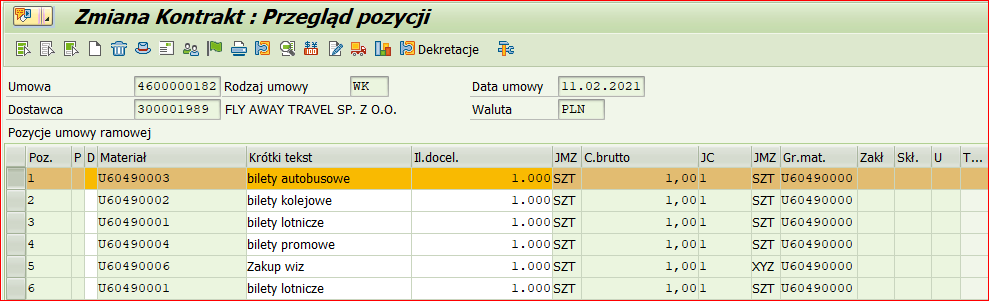 Zmiana Kontrakt : Przegląd pozycji
Dekretacje
Umowa 4600000182 Rodzaj umowy WK Data umowy 11.02.2021
Dostawca 300001989 FLY AWAY TRAVEL SP. Z O.O. Waluta PLN
Pozycje umowy ramowej
Poz. P D Materiał Krótki tekst Il.docel. JMZ C.brutto JC JMZ Gr.mat. Zakł Skł. U T...
1 U60490003 bilety autobusowe 1.000 SZT 1,00 1 SZT U60490000
2 U60490002 bilety kolejowe 1.000 SZT 1,00 1 SZT U60490000
3 U60490001 bilety lotnicze 1.000 SZT 1,00 1 SZT U60490000
4 U60490004 bilety promowe 1.000 SZT 1,00 1 SZT U60490000
5 U60490006 Zakup wiz 1.000 SZT 1,00 1 XYZ U60490000
6 U60490001 bilety lotnicze 1.000 SZT 1,00 1 SZT U60490000